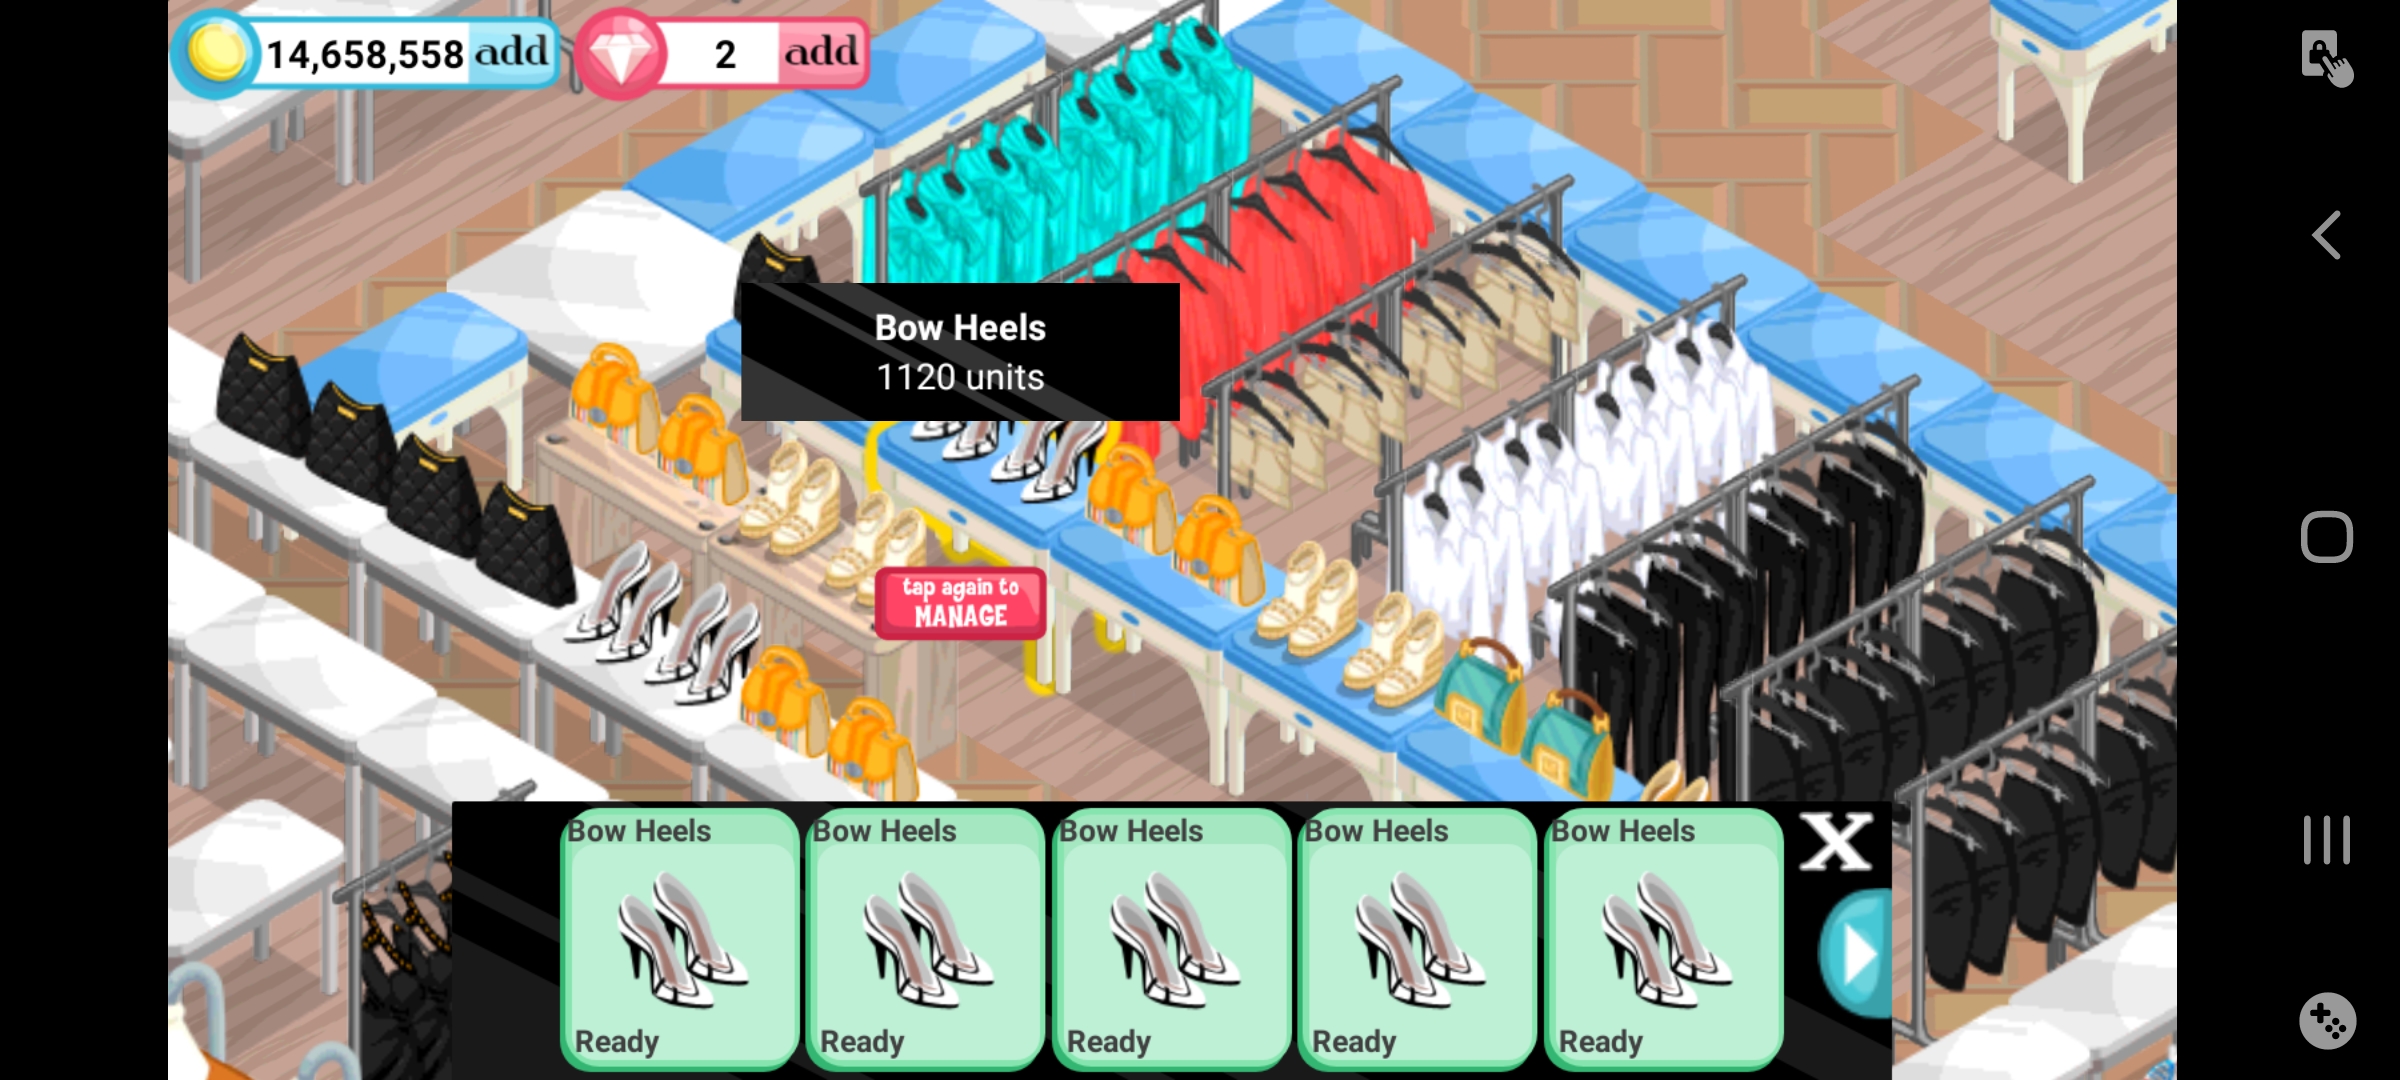 14,658,558 add
2 add
Bow Heels
1120 units
tap again to
MANAGE
Bow Heels
Bow Heels
Bow Heels
Bow Heels
Bow Heels
X
Ready
Ready
Ready
Ready
Ready